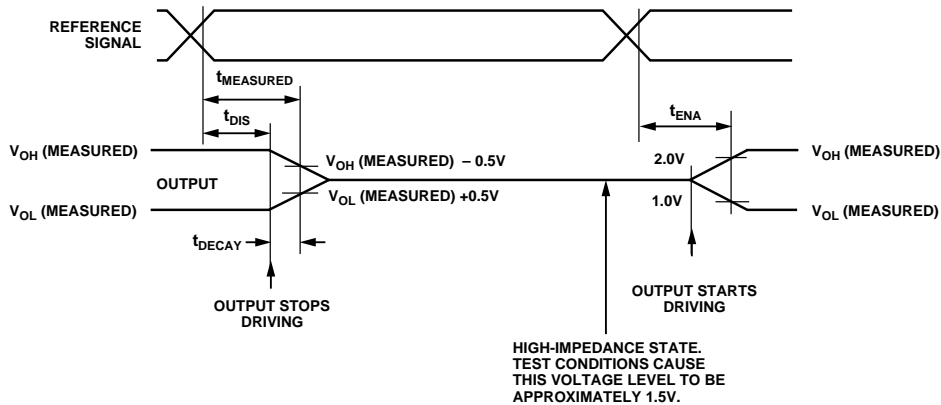 REFERENCE
SIGNAL
tMEASURED
tDIS
tENA
VOH (MEASURED)
VOH (MEASURED) – 0.5V
2.0V
VOH (MEASURED)
OUTPUT
VOL (MEASURED)
VOL (MEASURED) +0.5V
1.0V
VOL (MEASURED)
tDECAY
OUTPUT STOPS
DRIVING
OUTPUT STARTS
DRIVING
HIGH-IMPEDANCE STATE.
TEST CONDITIONS CAUSE
THIS VOLTAGE LEVEL TO BE
APPROXIMATELY 1.5V.